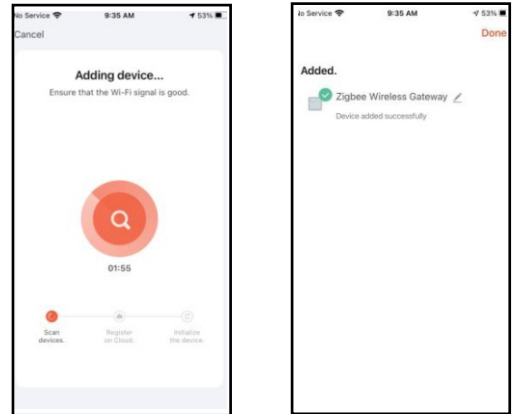 No Service 9:35 AM 53%
Cancel
Adding device...
Ensure that the Wi-Fi signal is good.
01:55
Scan devices.
Register on Cloud.
Initialize the device.
No Service 9:35 AM 53%
Done
Added.
Zigbee Wireless Gateway
Device added successfully